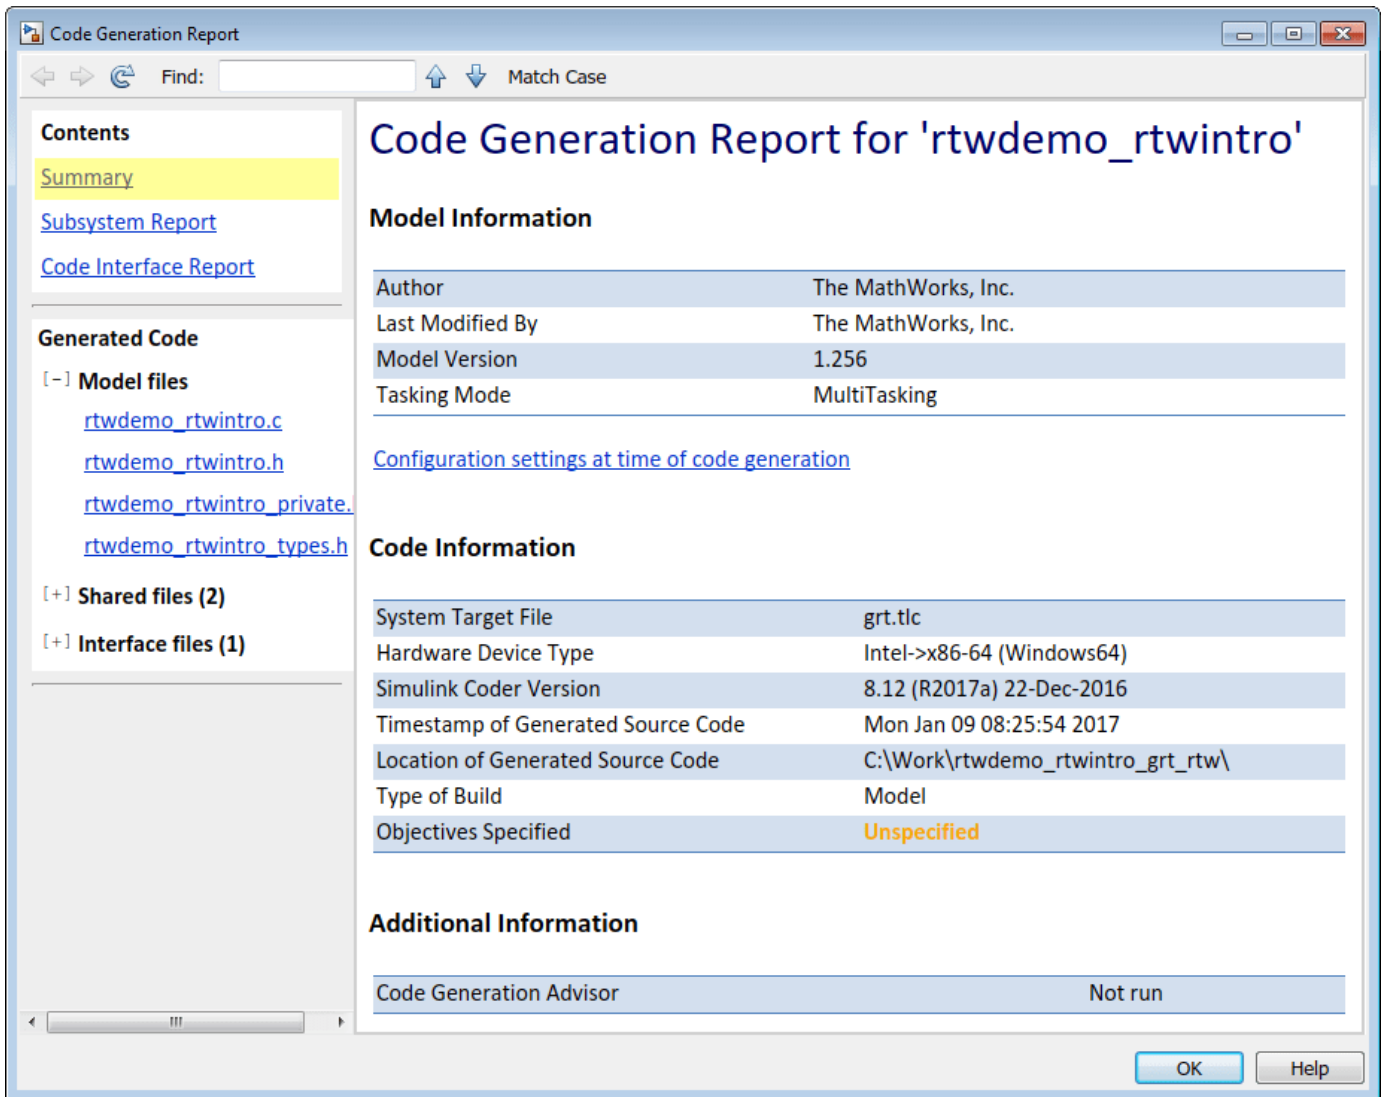 Code Generation Report
Find:
Match Case
Contents
Summary
Subsystem Report
Code Interface Report
Generated Code
[-] Model files
rtwdemo_rtwintro.c
rtwdemo_rtwintro.h
rtwdemo_rtwintro_private.
rtwdemo_rtwintro_types.h
[+] Shared files (2)
[+] Interface files (1)
Code Generation Report for 'rtwdemo_rtwintro'
Model Information
Author The MathWorks, Inc.
Last Modified By The MathWorks, Inc.
Model Version 1.256
Tasking Mode MultiTasking
Configuration settings at time of code generation
Code Information
System Target File grt.tlc
Hardware Device Type Intel->x86-64 (Windows64)
Simulink Coder Version 8.12 (R2017a) 22-Dec-2016
Timestamp of Generated Source Code Mon Jan 09 08:25:54 2017
Location of Generated Source Code C:\Work\rtwdemo_rtwintro_grt_rtw\
Type of Build Model
Objectives Specified Unspecified
Additional Information
Code Generation Advisor Not run
OK Help